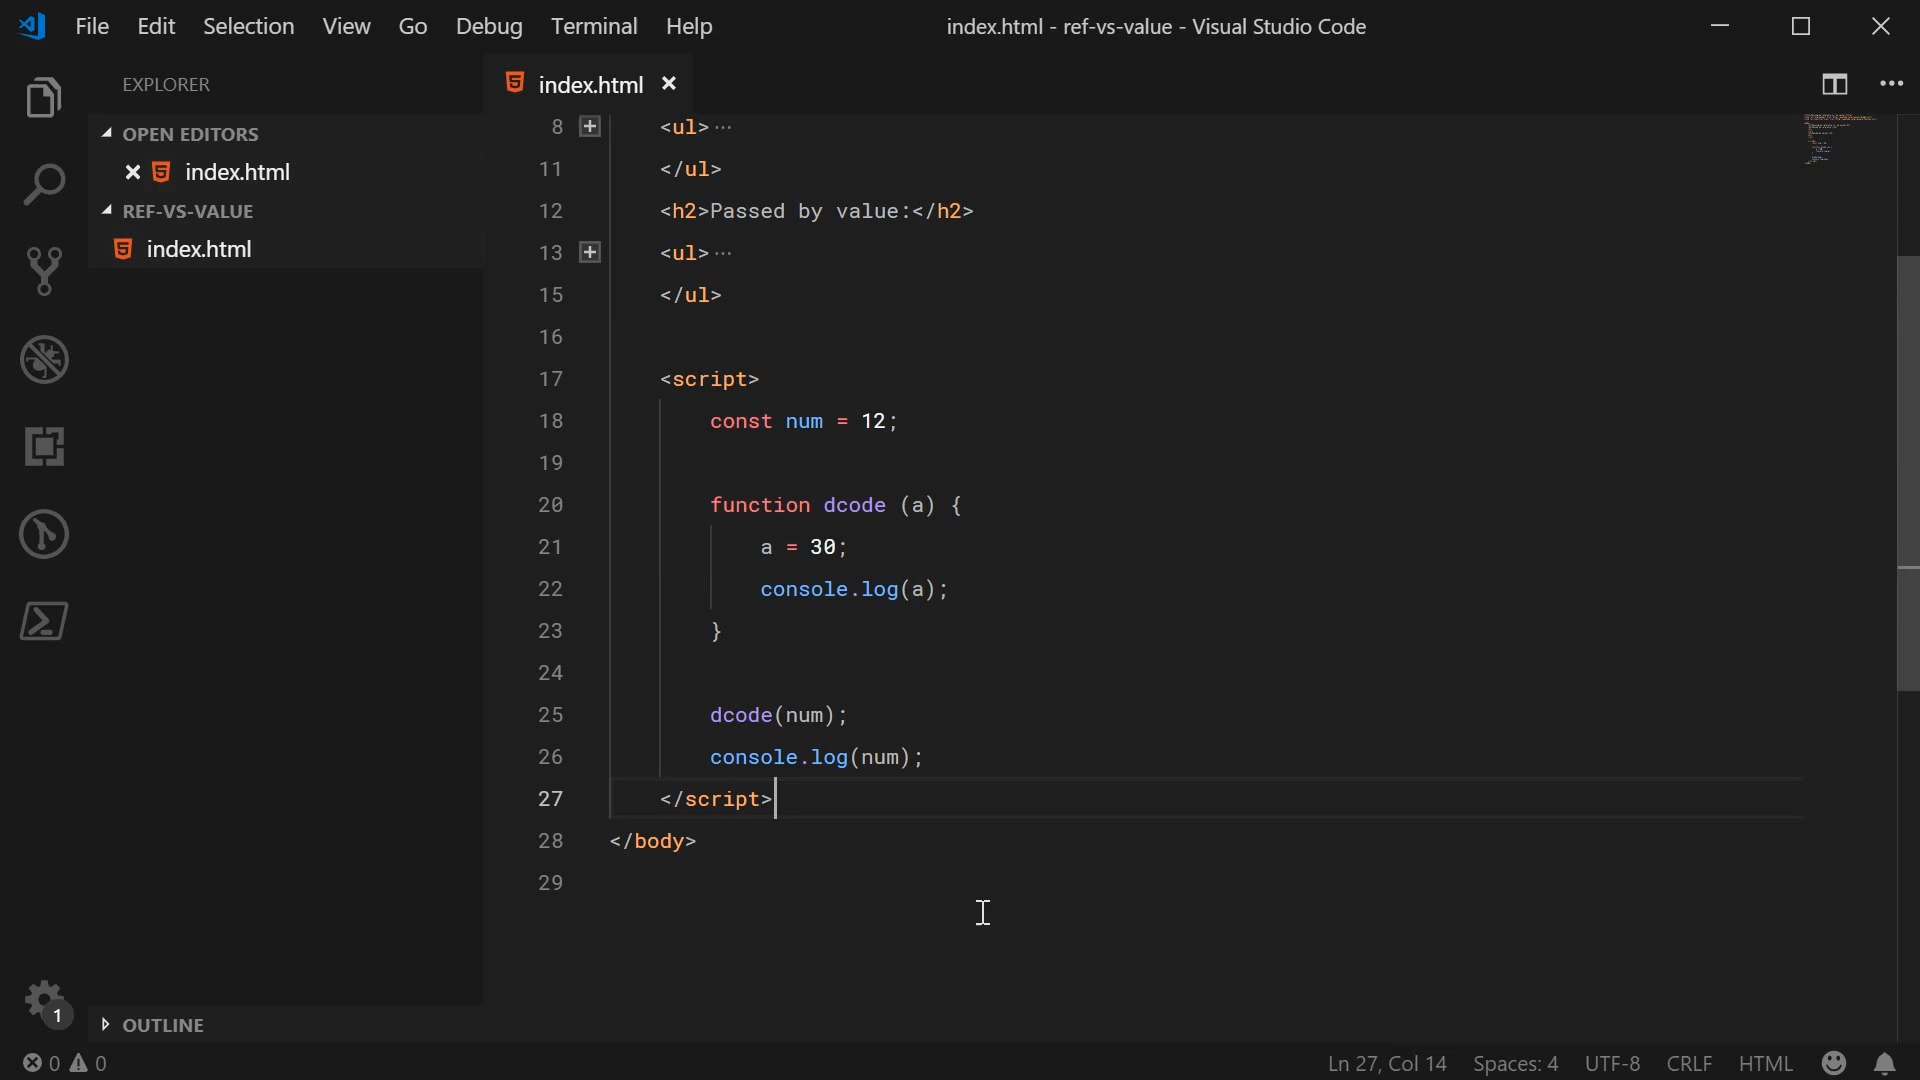 File Edit Selection View Go Debug Terminal Help index.html - ref-vs-value - Visual Studio Code
EXPLORER
OPEN EDITORS
index.html
REF-VS-VALUE
index.html
OUTLINE
index.html
8 <ul>···
11 </ul>
12 <h2>Passed by value:</h2>
13 <ul>···
15 </ul>
16
17 <script>
18 const num = 12;
19
20 function dcode (a) {
21 a = 30;
22 console.log(a);
23 }
24
25 dcode(num);
26 console.log(num);
27 </script>
28 </body>
29
1
0 0 Ln 27, Col 14 Spaces: 4 UTF-8 CRLF HTML